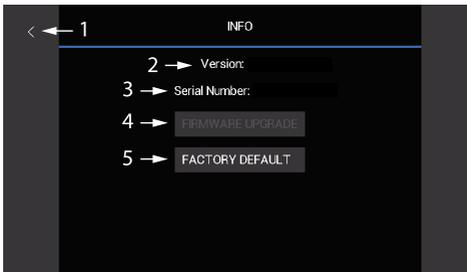 < 1 INFO
2 Version:
3 Serial Number:
4 FIRMWARE UPGRADE
5 FACTORY DEFAULT